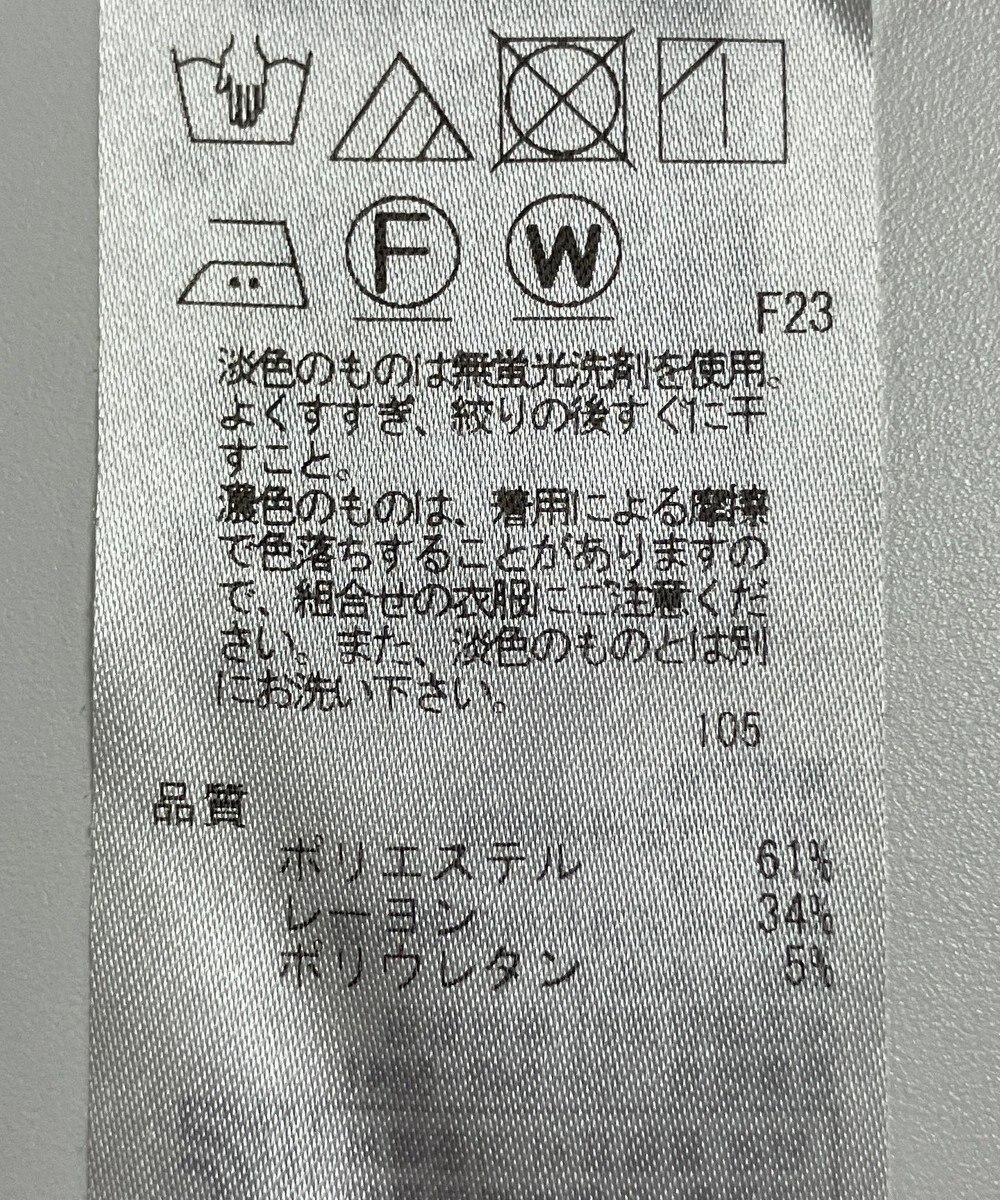 F W
F23
淡色のものは無蛍光洗剤を使用。
よくすすぎ、絞りの後すぐに干
すこと。
濃色のものは、着用による摩擦
で色落ちすることがありますの
で、組合せの衣服にご注意くだ
さい。また、淡色のものとは別
にお洗い下さい。
105
品質
ポリエステル 61%
レーヨン 34%
ポリウレタン 5%